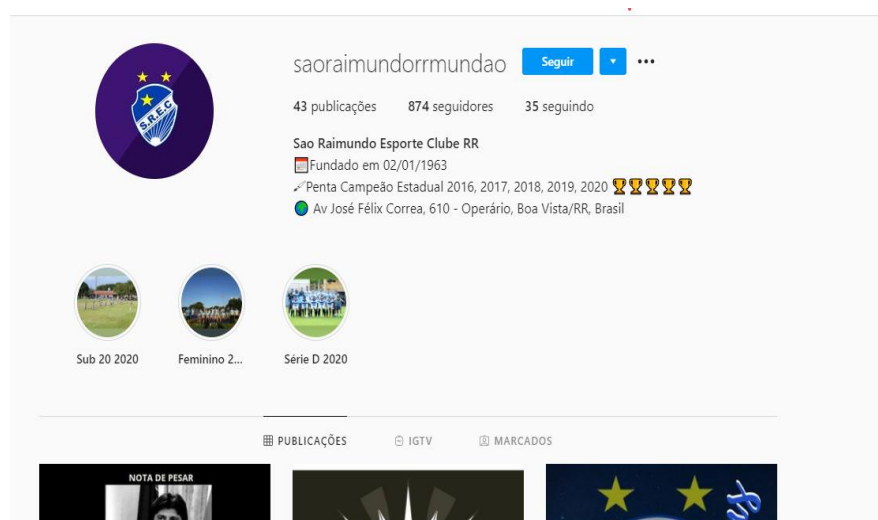 S.R.E.C
saoraimundorrmundao Seguir
43 publicações 874 seguidores 35 seguindo
Sao Raimundo Esporte Clube RR
Fundado em 02/01/1963
Penta Campeão Estadual 2016, 2017, 2018, 2019, 2020
Av José Félix Correa, 610 - Operário, Boa Vista/RR, Brasil
Sub 20 2020 Feminino 2... Série D 2020
PUBLICAÇÕES IGTV MARCADOS
NOTA DE PESAR